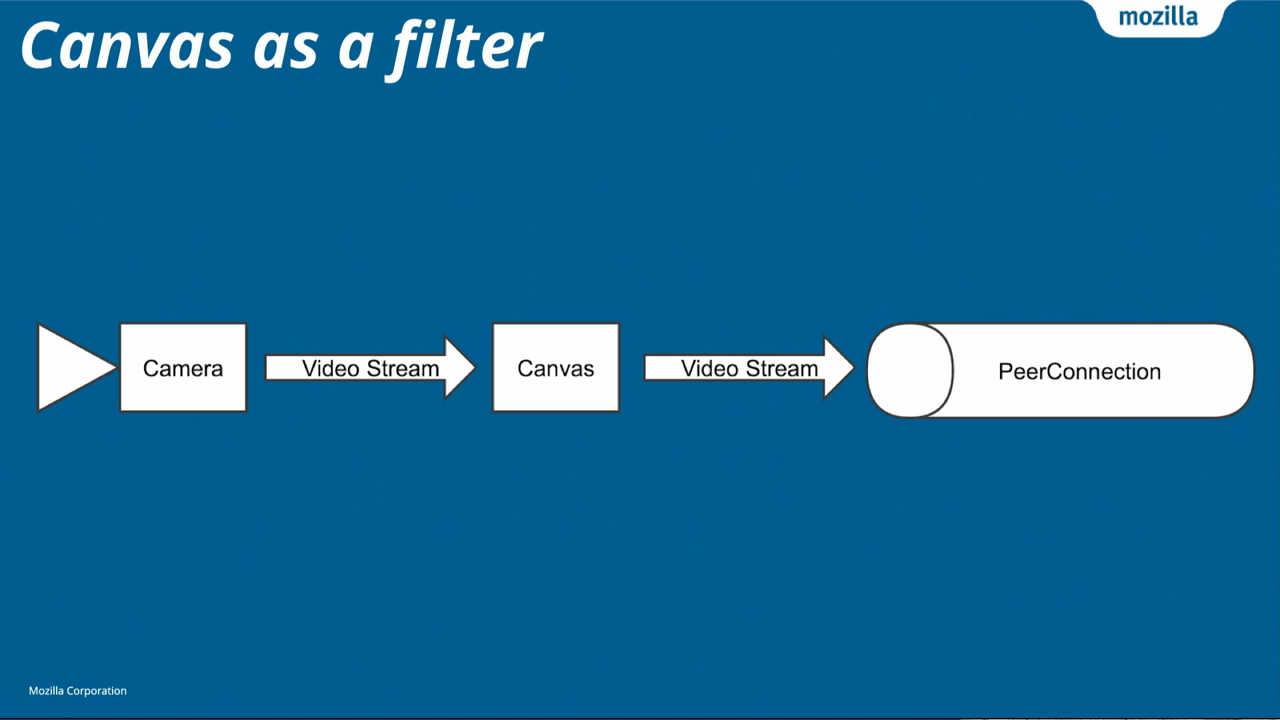 mozilla
Canvas as a filter
Camera
Video Stream
Canvas
Video Stream
PeerConnection
Mozilla Corporation